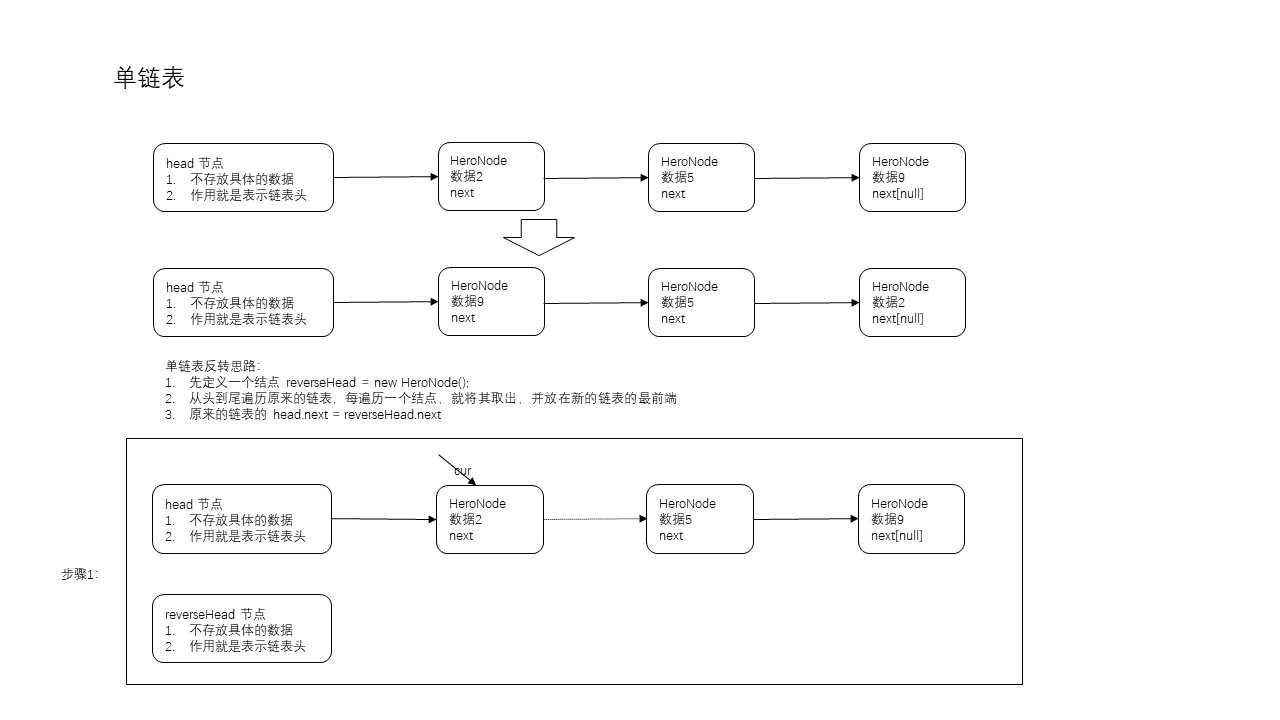 单链表
head 节点
1. 不存放具体的数据
2. 作用就是表示链表头
HeroNode
数据2
next
HeroNode
数据5
next
HeroNode
数据9
next[null]
head 节点
1. 不存放具体的数据
2. 作用就是表示链表头
HeroNode
数据9
next
HeroNode
数据5
next
HeroNode
数据2
next[null]
单链表反转思路：
1. 先定义一个结点 reverseHead = new HeroNode();
2. 从头到尾遍历原来的链表，每遍历一个结点，就将其取出，并放在新的链表的最前端
3. 原来的链表的 head.next = reverseHead.next
cur
head 节点
1. 不存放具体的数据
2. 作用就是表示链表头
HeroNode
数据2
next
HeroNode
数据5
next
HeroNode
数据9
next[null]
步骤1：
reverseHead 节点
1. 不存放具体的数据
2. 作用就是表示链表头